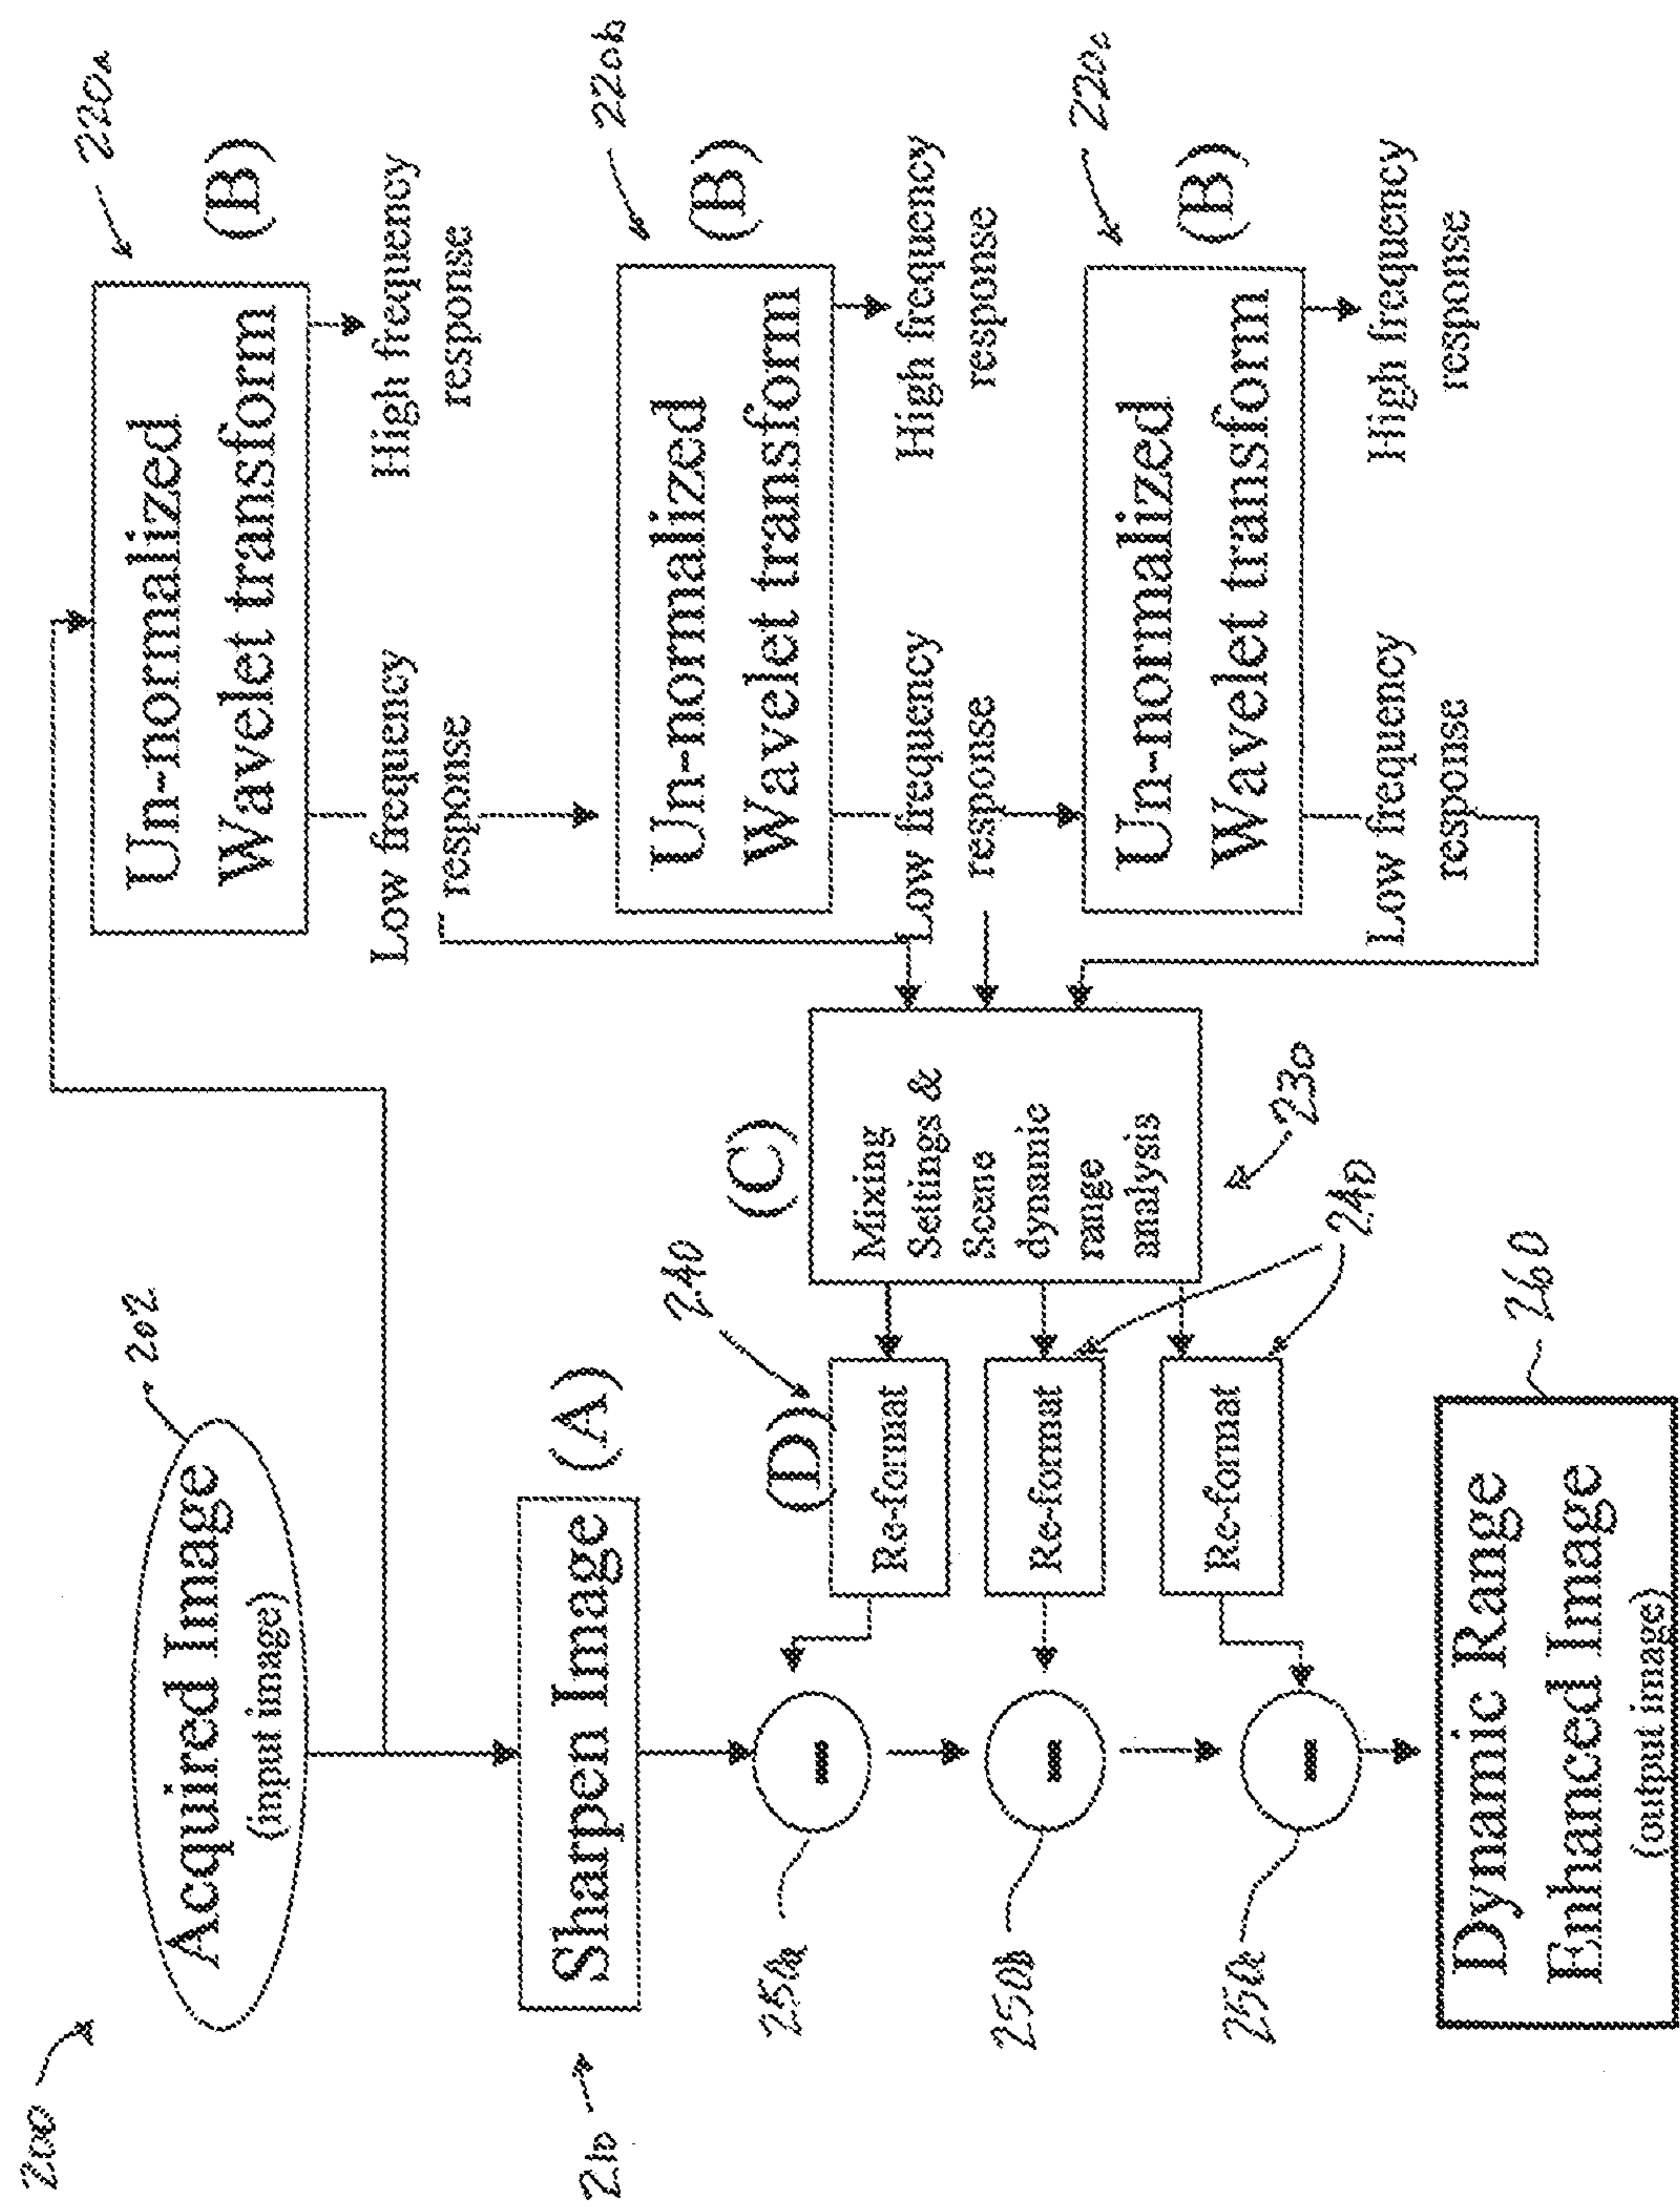 200
Acquired Image
(input image)
202
Sharpen Image
(A)
210
Un-normalized
Wavelet transform
220a
(B)
Low frequency
response
High frequency
response
Un-normalized
Wavelet transform
220b
(B)
Low frequency
response
High frequency
response
Un-normalized
Wavelet transform
220c
(B)
Low frequency
response
High frequency
response
(C)
Mixing
Settings &
Scene
dynamic
range
analysis
230
(D)
240
Re-format
Re-format
Re-format
240
250a
–
250b
–
–
Dynamic Range
Enhanced Image
(output image)
260